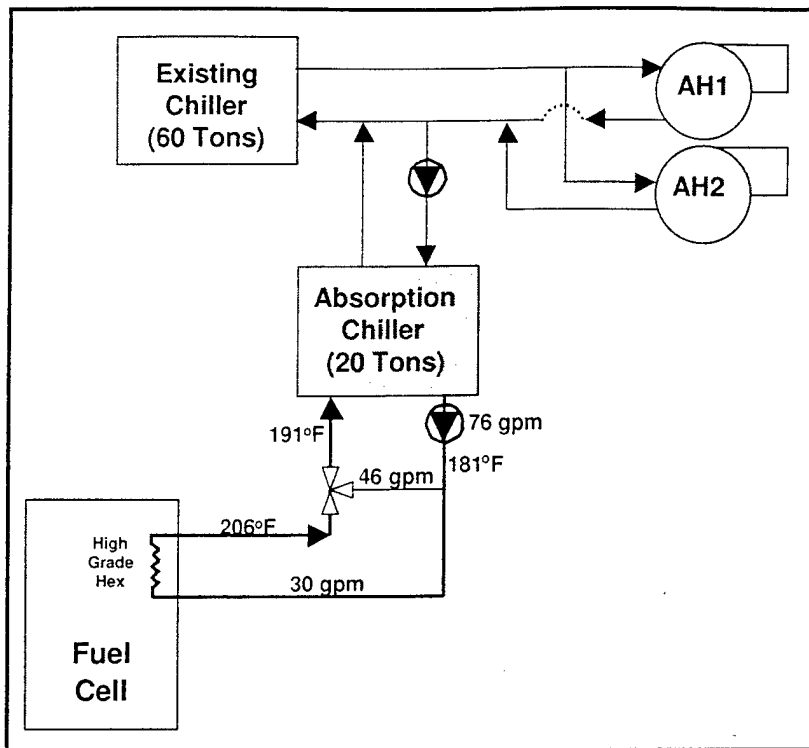 Existing
Chiller
(60 Tons)
AH1
AH2
Absorption
Chiller
(20 Tons)
76 gpm
191°F
181°F
46 gpm
206°F
High
Grade
Hex
30 gpm
Fuel
Cell